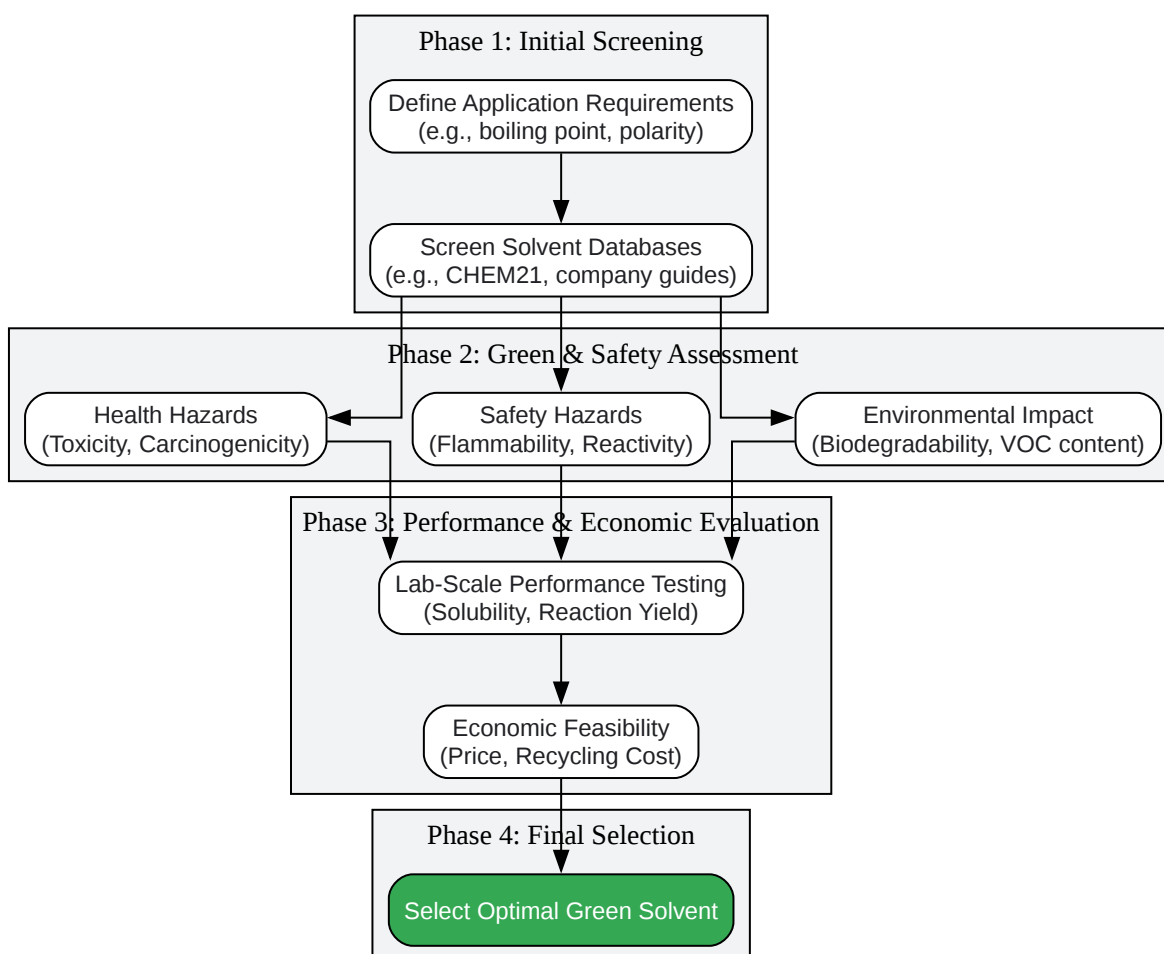 Phase 1: Initial Screening
Define Application Requirements
(e.g., boiling point, polarity)
Screen Solvent Databases
(e.g., CHEM21, company guides)
Phase 2: Green & Safety Assessment
Health Hazards
(Toxicity, Carcinogenicity)
Safety Hazards
(Flammability, Reactivity)
Environmental Impact
(Biodegradability, VOC content)
Phase 3: Performance & Economic Evaluation
Lab-Scale Performance Testing
(Solubility, Reaction Yield)
Economic Feasibility
(Price, Recycling Cost)
Phase 4: Final Selection
Select Optimal Green Solvent